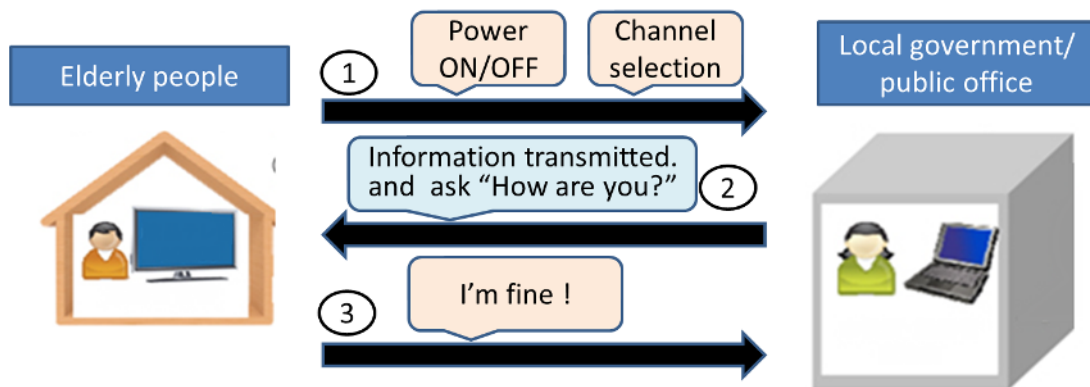 Elderly people
1
Power
ON/OFF
Channel
selection
Local government/
public office
Information transmitted.
and ask “How are you?”
2
I’m fine !
3